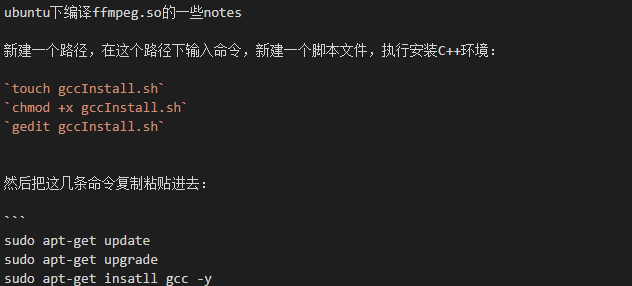 ubuntu下编译ffmpeg.so的一些notes
新建一个路径，在这个路径下输入命令，新建一个脚本文件，执行安装C++环境：
`touch gccInstall.sh`
`chmod +x gccInstall.sh`
`gedit gccInstall.sh`
然后把这几条命令复制粘贴进去：
```
sudo apt-get update
sudo apt-get upgrade
sudo apt-get insatll gcc -y